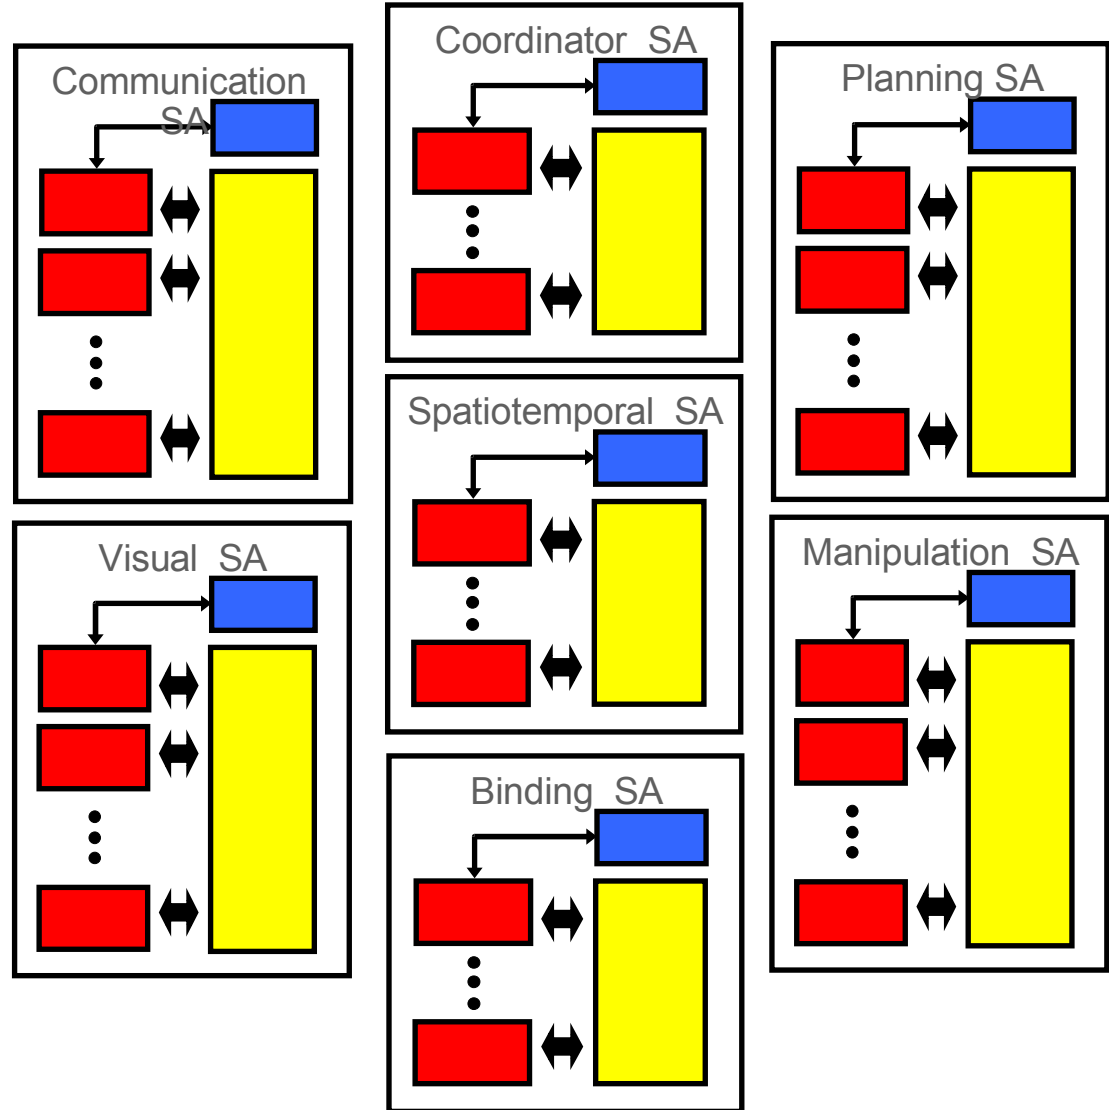 Communication
SA
Coordinator SA
Planning SA
Spatiotemporal SA
Visual SA
Manipulation SA
Binding SA